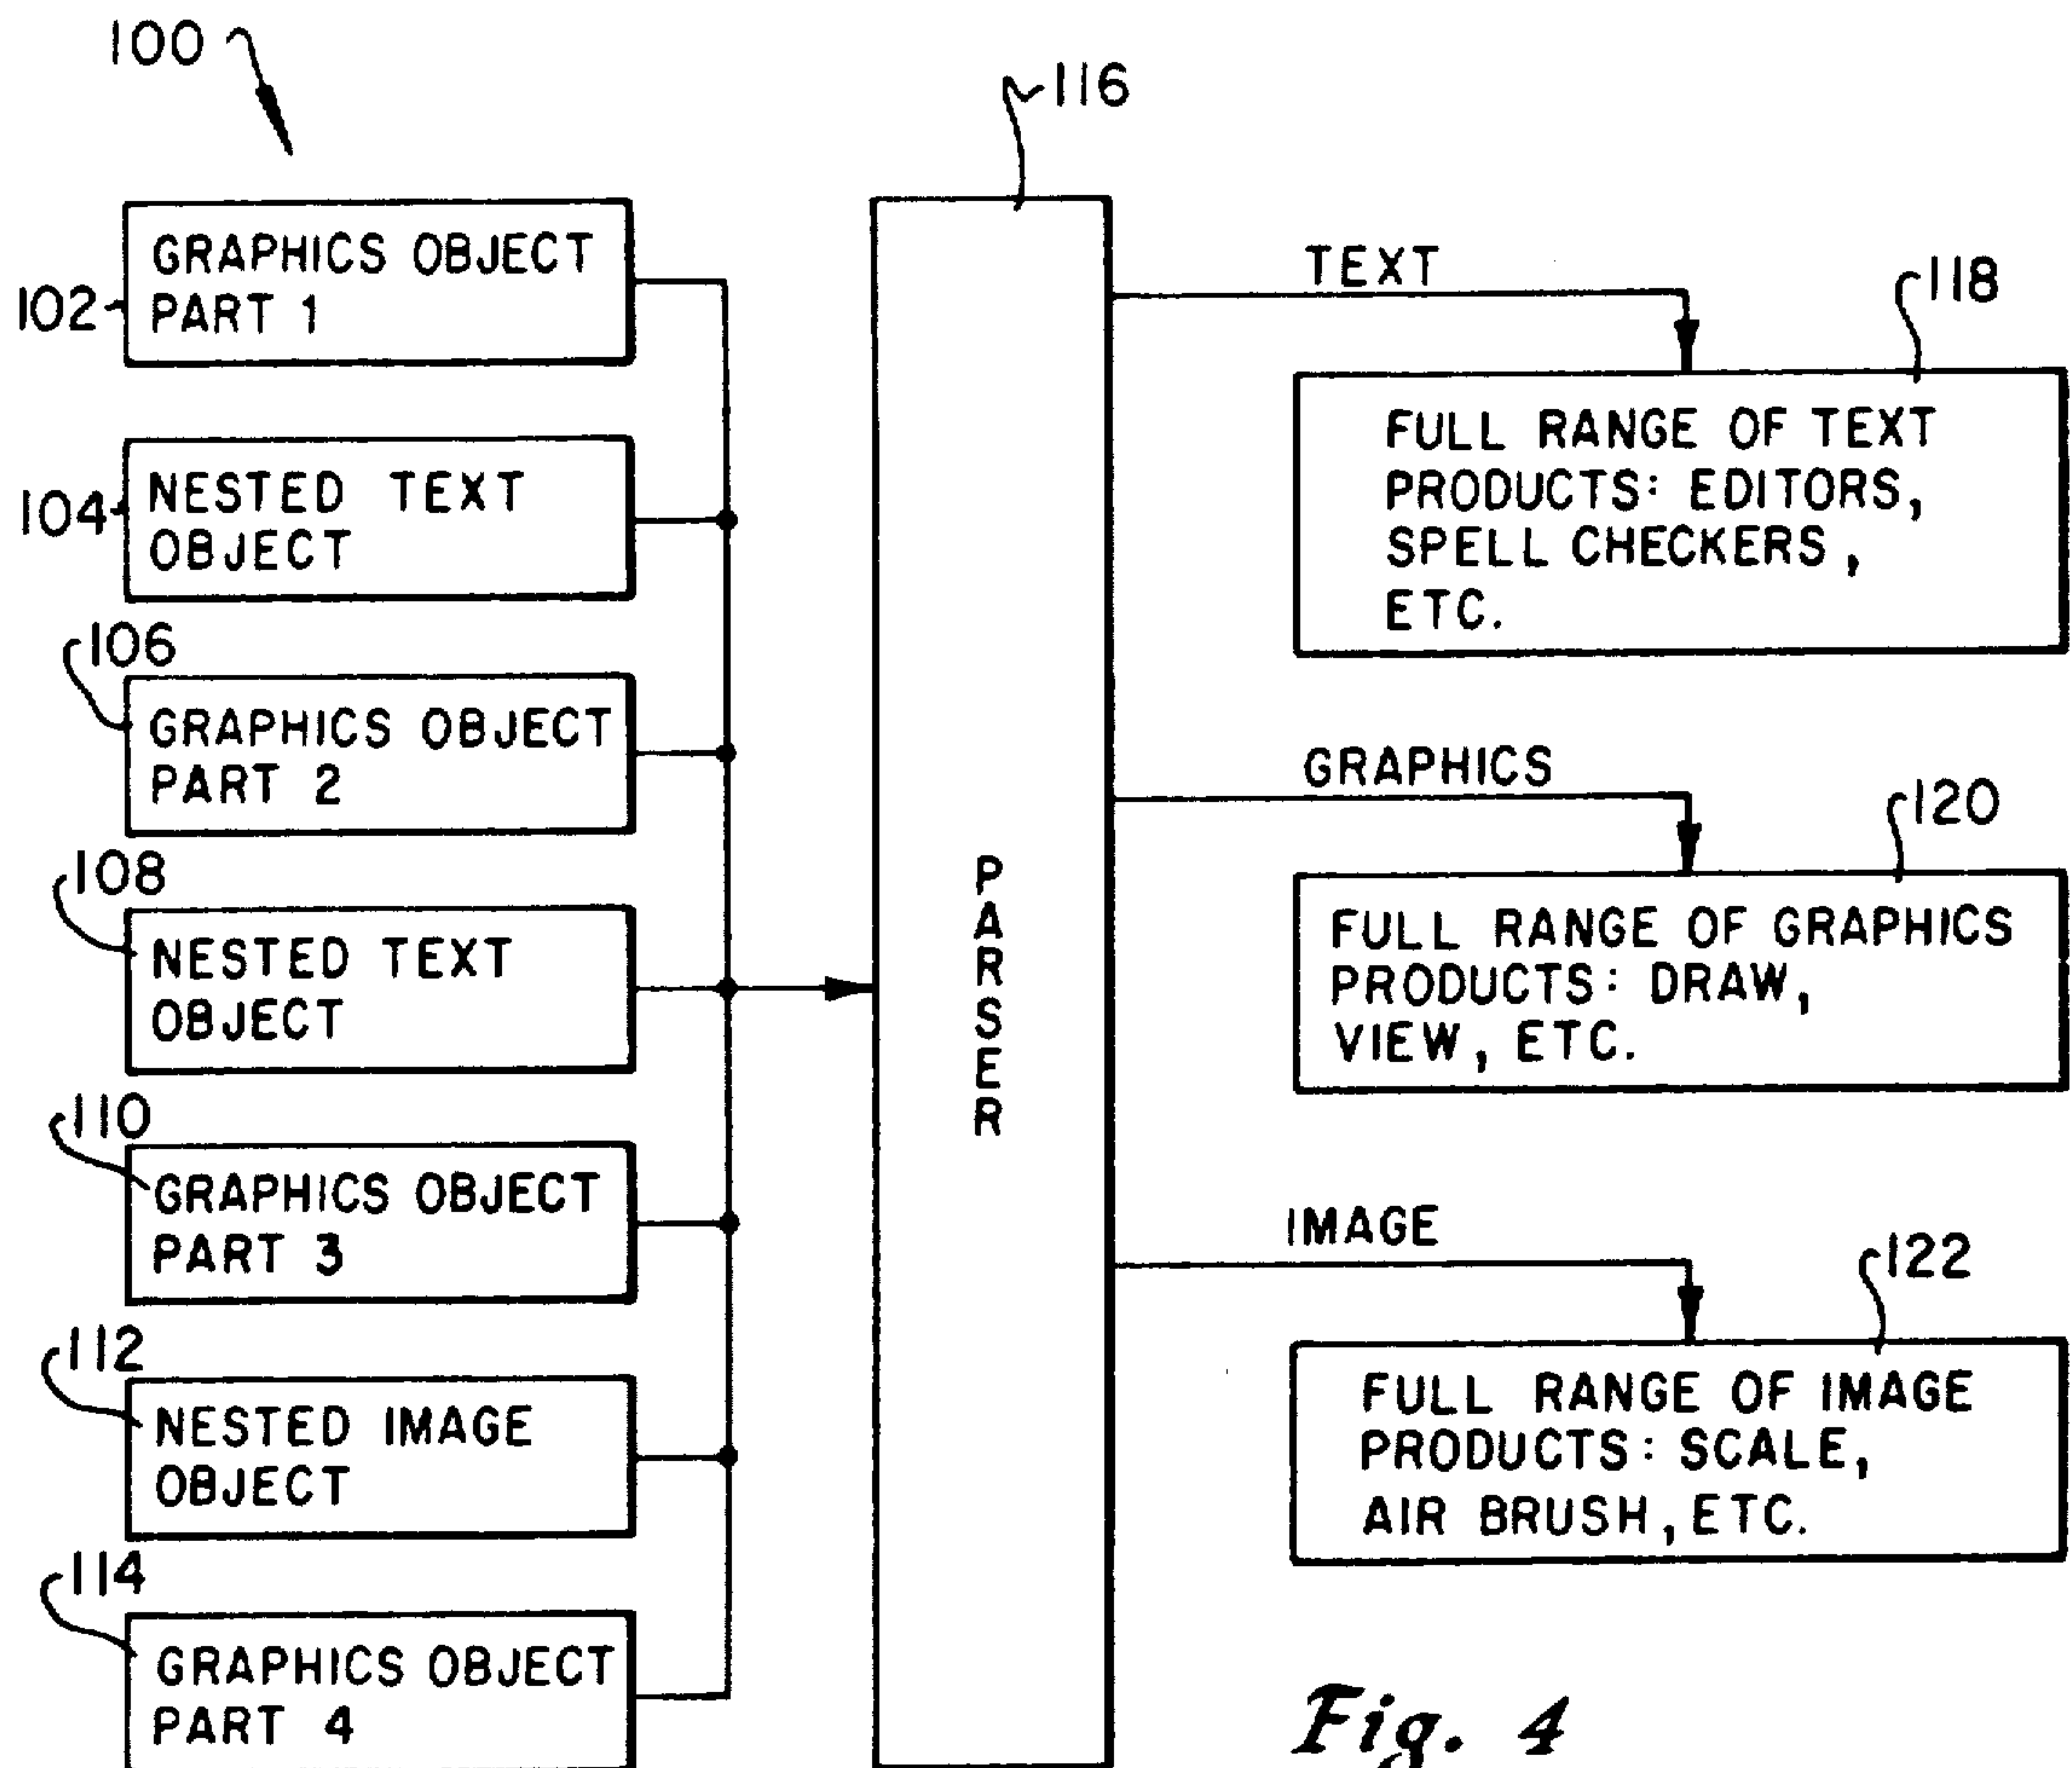 100
116
GRAPHICS OBJECT
PART 1
102
NESTED TEXT
OBJECT
104
106
GRAPHICS OBJECT
PART 2
108
NESTED TEXT
OBJECT
110
GRAPHICS OBJECT
PART 3
112
NESTED IMAGE
OBJECT
114
GRAPHICS OBJECT
PART 4
PARSER
TEXT
118
FULL RANGE OF TEXT
PRODUCTS: EDITORS,
SPELL CHECKERS,
ETC.
GRAPHICS
120
FULL RANGE OF GRAPHICS
PRODUCTS: DRAW,
VIEW, ETC.
IMAGE
122
FULL RANGE OF IMAGE
PRODUCTS: SCALE,
AIR BRUSH, ETC.
Fig. 4